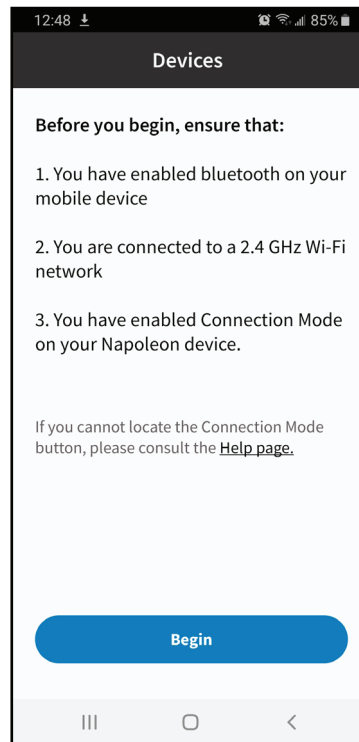 12:48 85%
Devices
Before you begin, ensure that:
1. You have enabled bluetooth on your
mobile device
2. You are connected to a 2.4 GHz Wi-Fi
network
3. You have enabled Connection Mode
on your Napoleon device.
If you cannot locate the Connection Mode
button, please consult the Help page.
Begin